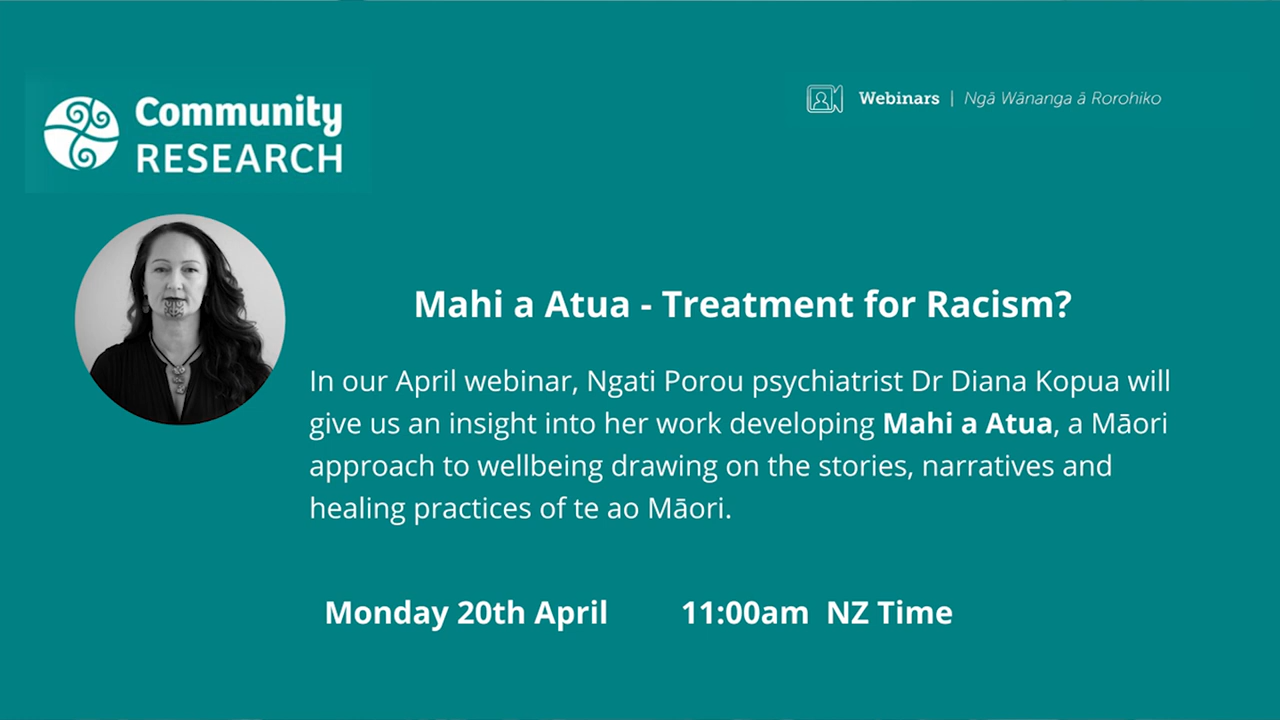 Community
RESEARCH
Webinars | Ngā Wānanga ā Rorohiko
Mahi a Atua - Treatment for Racism?
In our April webinar, Ngati Porou psychiatrist Dr Diana Kopua will
give us an insight into her work developing Mahi a Atua, a Māori
approach to wellbeing drawing on the stories, narratives and
healing practices of te ao Māori.
Monday 20th April 11:00am NZ Time